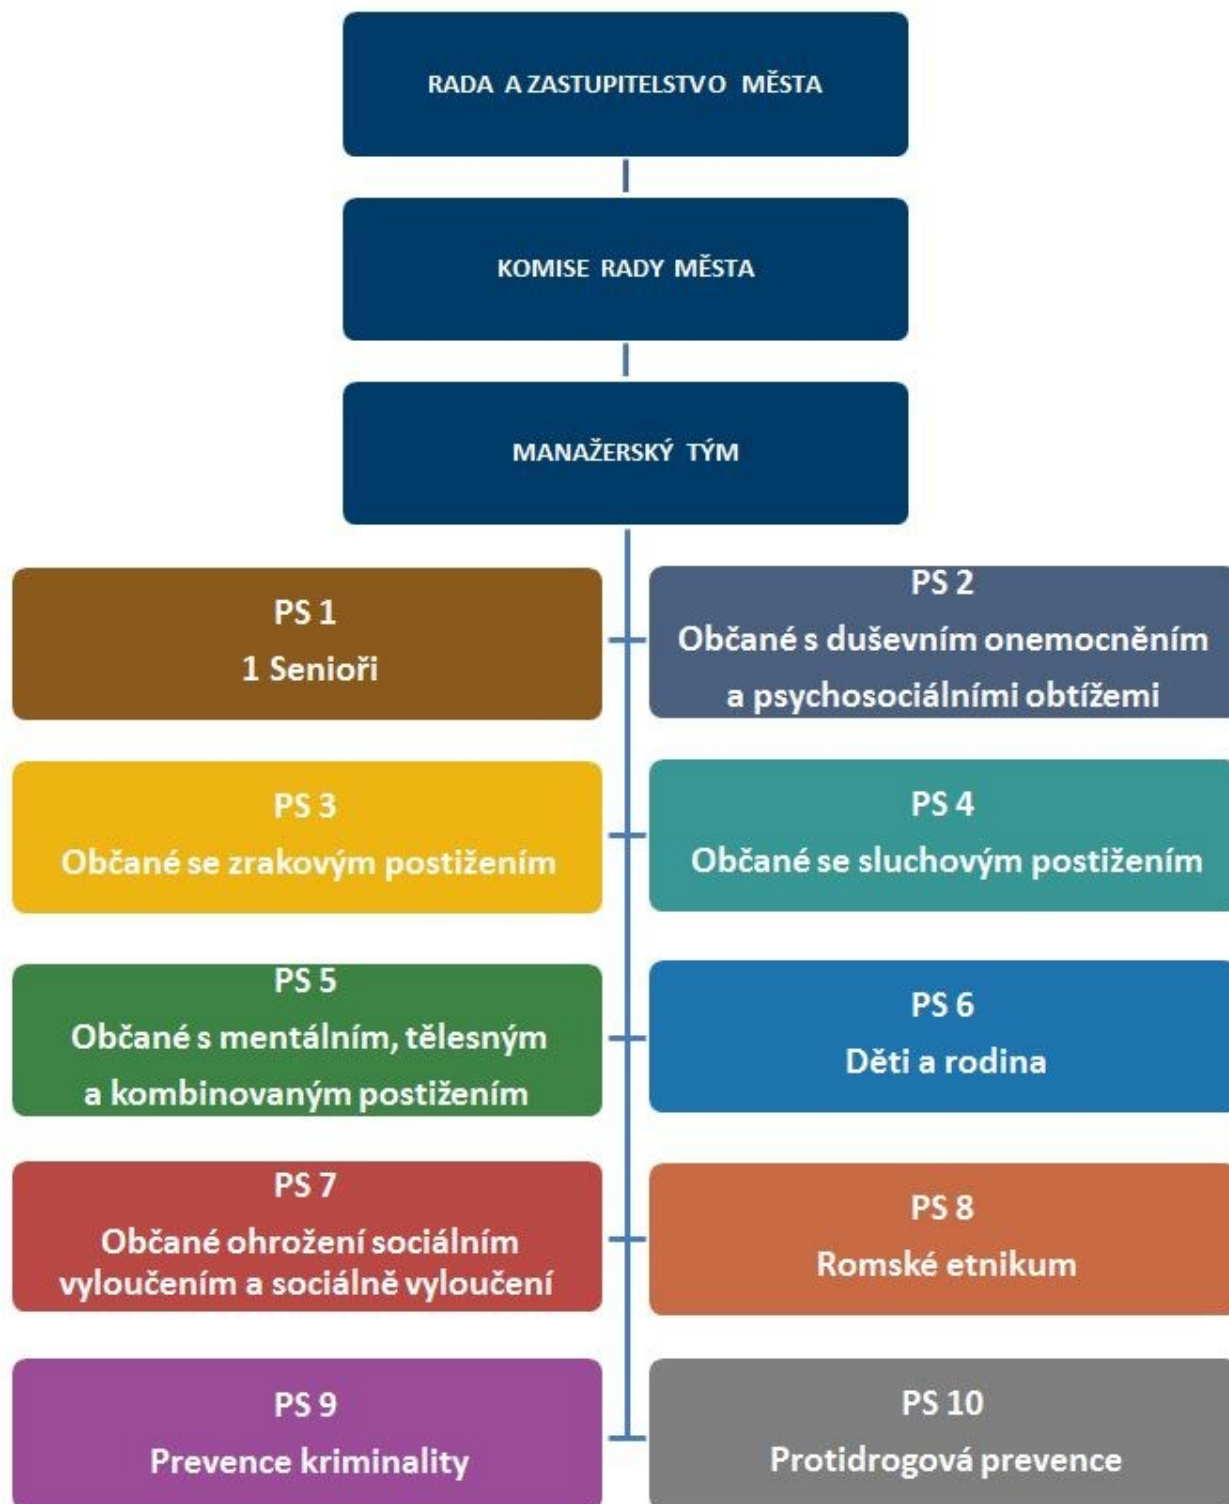 RADA A ZASTUPITELSTVO MĚSTA
KOMISE RADY MĚSTA
MANAŽERSKÝ TÝM
PS 1
1 Senioři
PS 2
Občané s duševním onemocněním
a psychosociálními obtížemi
PS 3
Občané se zrakovým postižením
PS 4
Občané se sluchovým postižením
PS 5
Občané s mentálním, tělesným
a kombinovaným postižením
PS 6
Děti a rodina
PS 7
Občané ohrožení sociálním
vyloučením a sociálně vyloučení
PS 8
Romské etnikum
PS 9
Prevence kriminality
PS 10
Protidrogová prevence